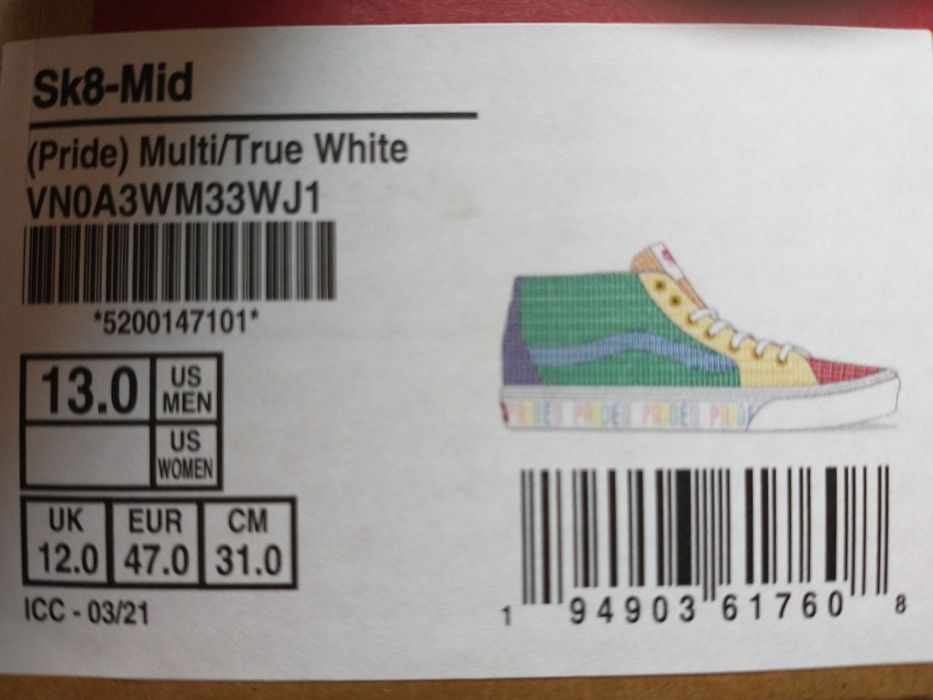 Sk8-Mid
(Pride) Multi/True White
VN0A3WM33WJ1
*5200147101*
13.0 US MEN
US WOMEN
UK EUR CM
12.0 47.0 31.0
ICC - 03/21
PRIDE PRIDE PRIDE PRIDE
1 94903 61760 8